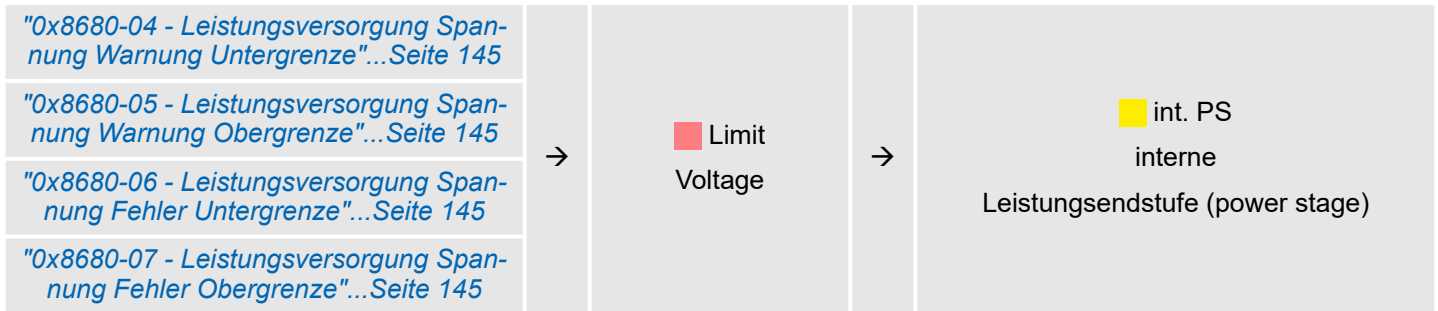 "0x8680-04 - Leistungsversorgung Span-
nung Warnung Untergrenze"...Seite 145
"0x8680-05 - Leistungsversorgung Span-
nung Warnung Obergrenze"...Seite 145
"0x8680-06 - Leistungsversorgung Span-
nung Fehler Untergrenze"...Seite 145
"0x8680-07 - Leistungsversorgung Span-
nung Fehler Obergrenze"...Seite 145
→
Limit
Voltage
→
int. PS
interne
Leistungsendstufe (power stage)